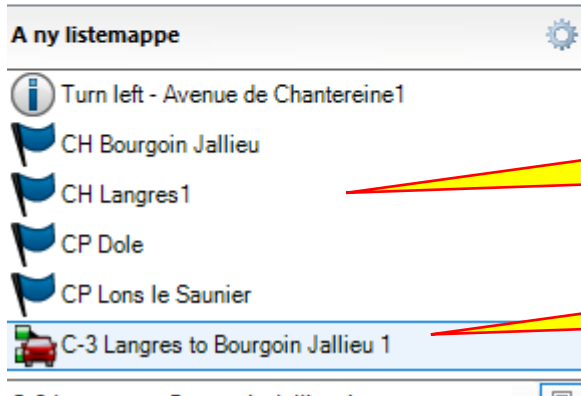 A ny listemappe
Turn left - Avenue de Chantereine1
CH Bourgoin Jallieu
CH Langres1
CP Dole
CP Lons le Saunier
C-3 Langres to Bourgoin Jallieu 1